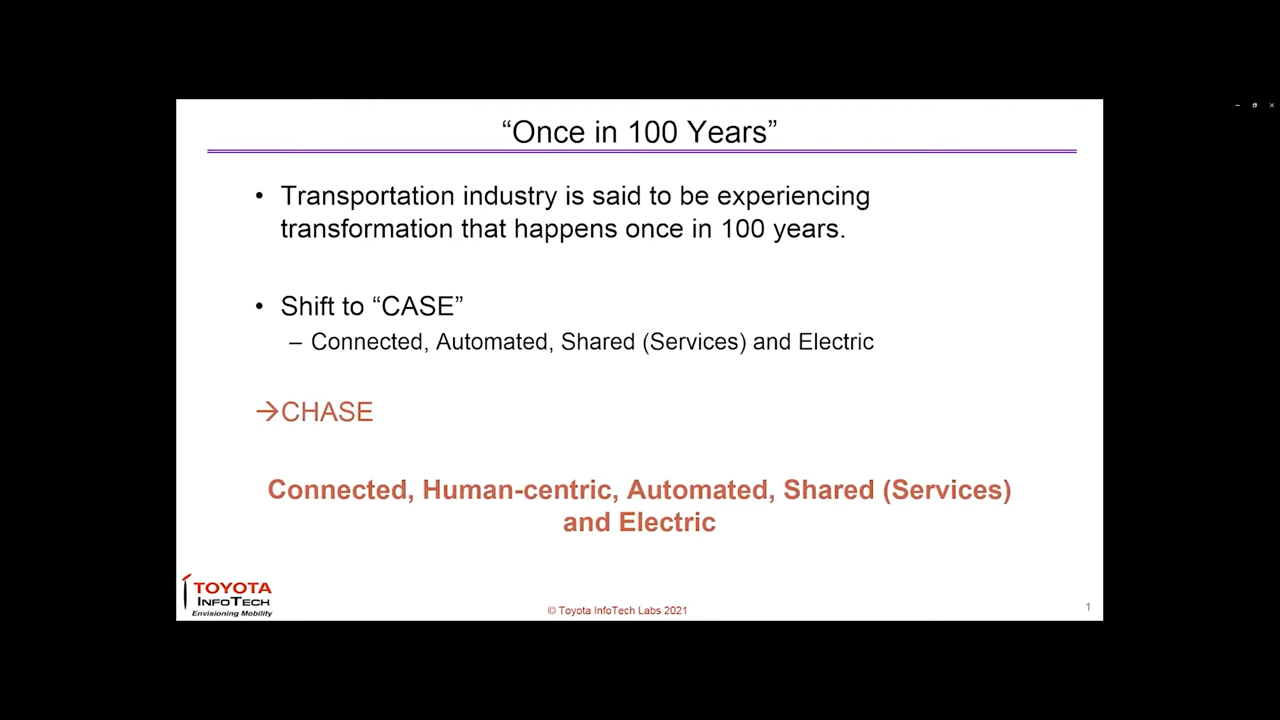 “Once in 100 Years”
• Transportation industry is said to be experiencing
transformation that happens once in 100 years.
• Shift to “CASE”
– Connected, Automated, Shared (Services) and Electric
→CHASE
Connected, Human-centric, Automated, Shared (Services)
and Electric
TOYOTA
INFOTECH
Envisioning Mobility
© Toyota InfoTech Labs 2021
1